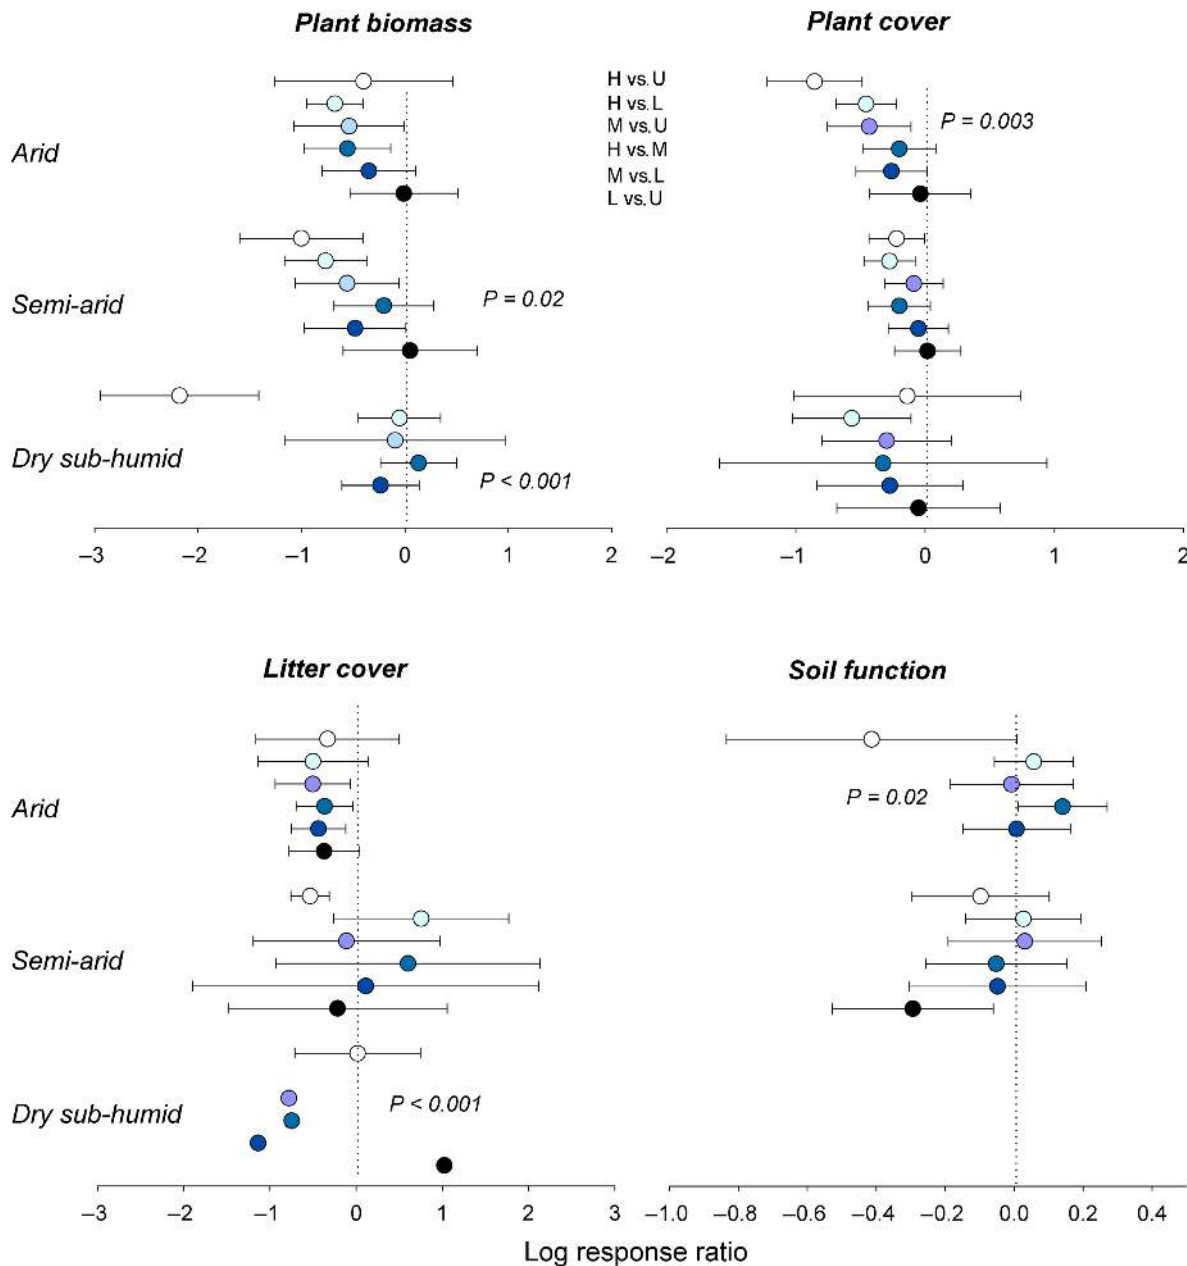 Plant biomass
Plant cover
H vs.U
H vs.L
M vs.U
H vs.M
M vs.L
L vs.U
Arid
P = 0.003
Semi-arid
P = 0.02
Dry sub-humid
P < 0.001
–3 –2 –1 0 1 2
–2 –1 0 1 2
Litter cover
Soil function
Arid
P = 0.02
Semi-arid
Dry sub-humid
P < 0.001
–3 –2 –1 0 1 2 3
–1.0 –0.8 –0.6 –0.4 –0.2 0.0 0.2 0.4
Log response ratio